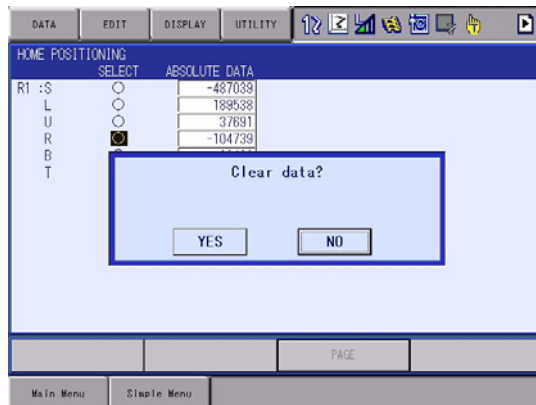 DATA EDIT DISPLAY UTILITY
HOME POSITIONING
SELECT ABSOLUTE DATA
R1 :S -487039
L 189538
U 37691
R -104739
B
T
Clear data?
YES NO
PAGE
Main Menu Simple Menu